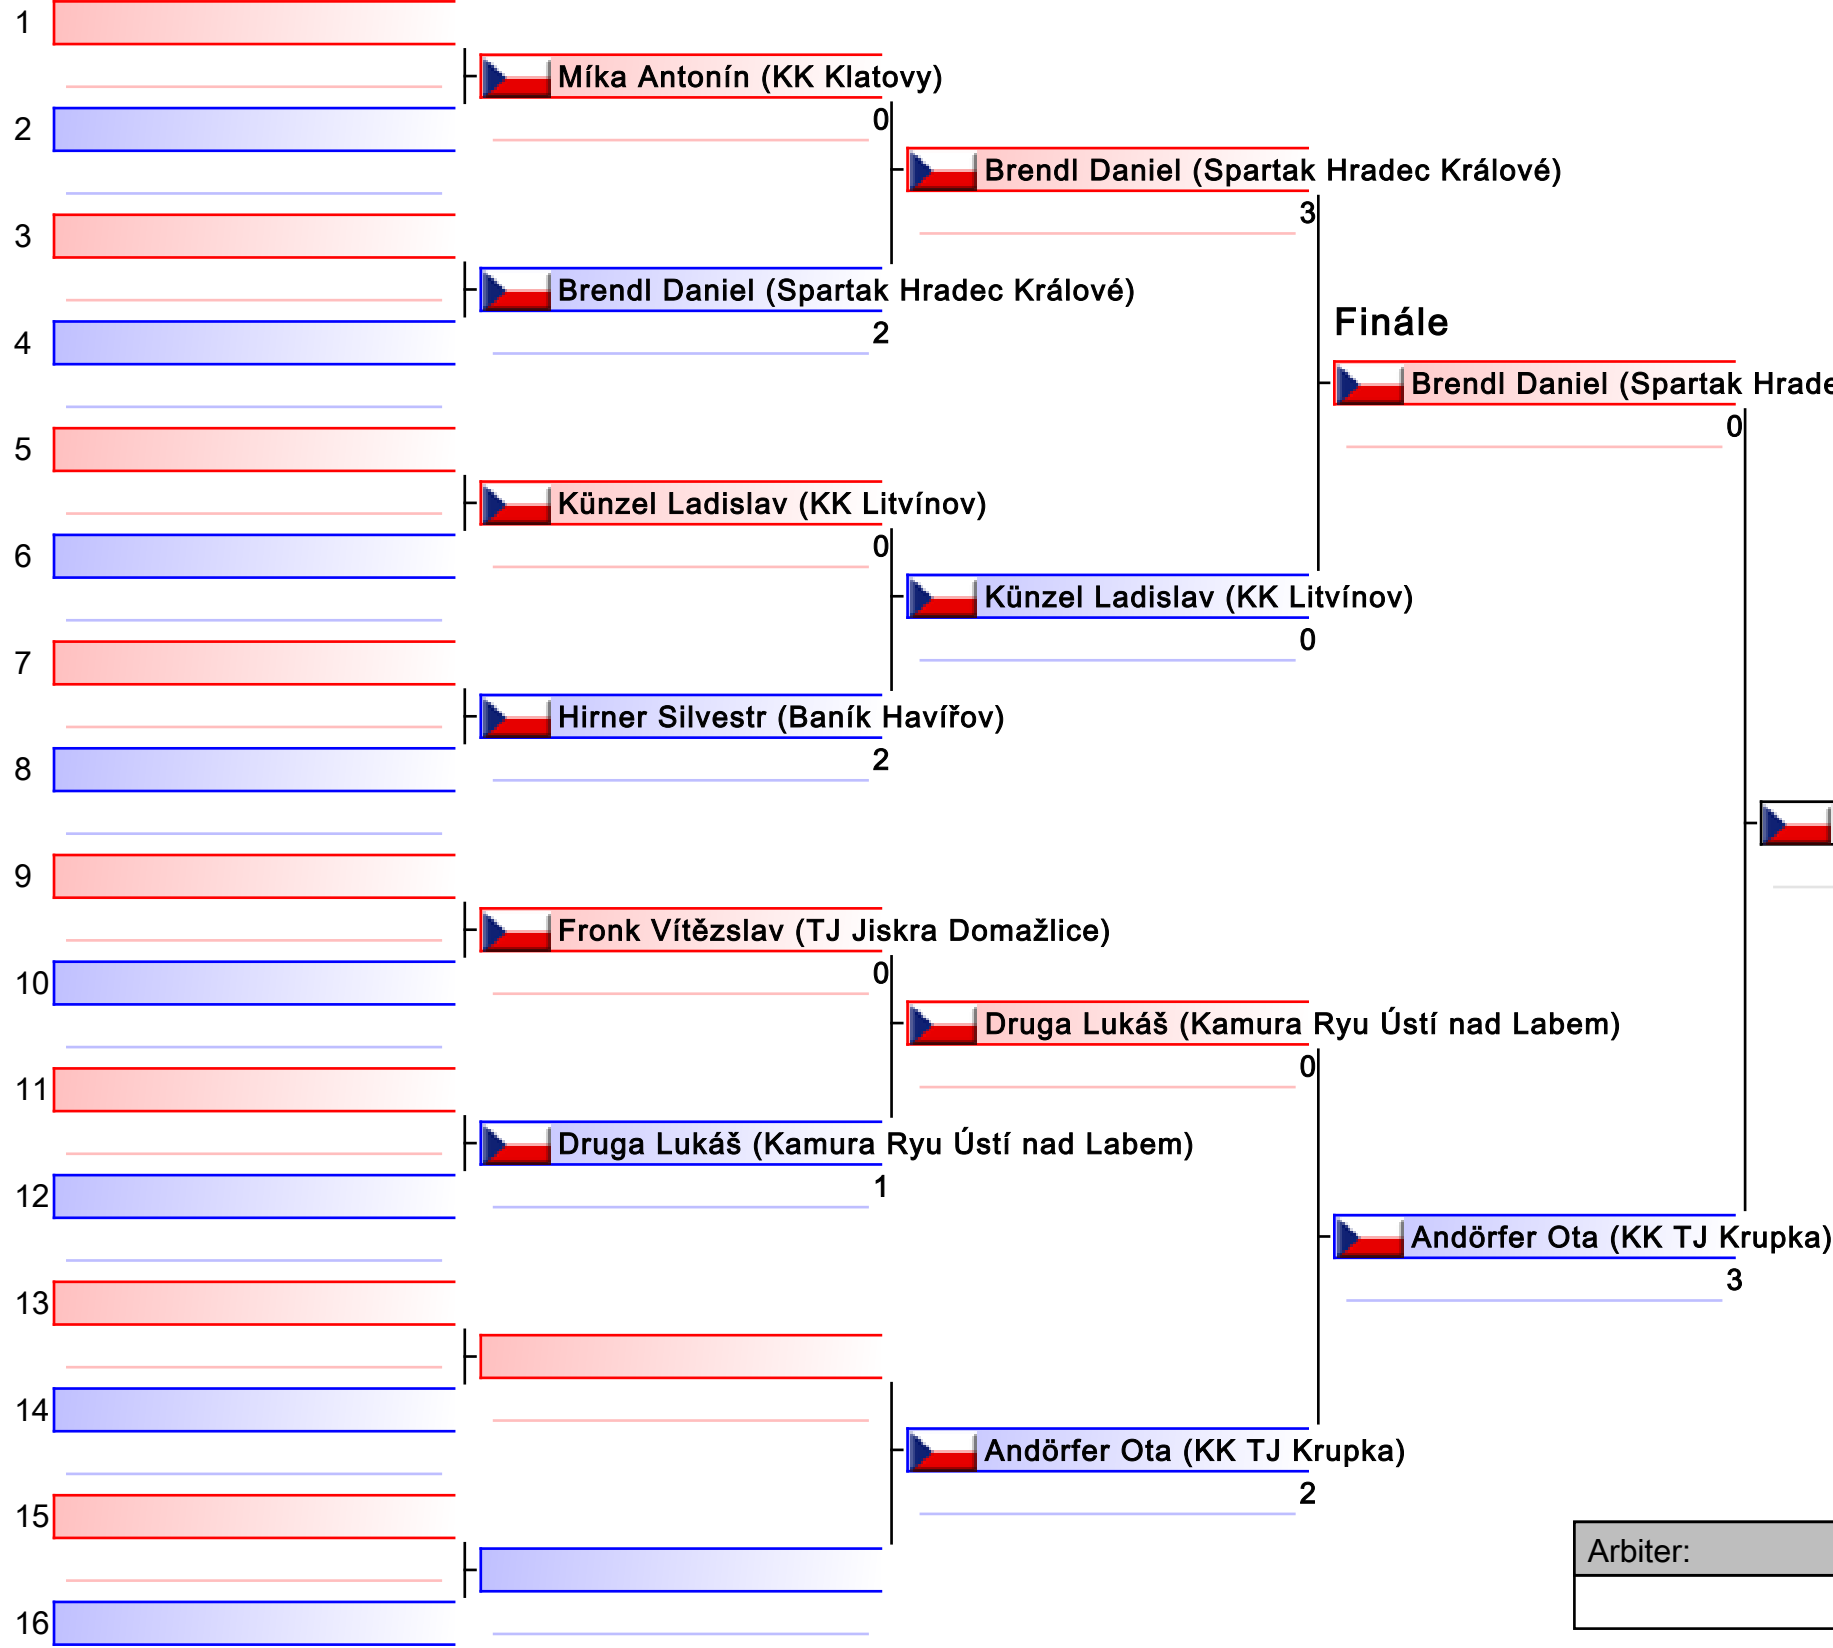 1
Míka Antonín (KK Klatovy)
0
2
Brendl Daniel (Spartak Hradec Králové)
3
3
Brendl Daniel (Spartak Hradec Králové)
2
4
Finále
Brendl Daniel (Spartak Hrade
0
5
Künzel Ladislav (KK Litvínov)
0
6
Künzel Ladislav (KK Litvínov)
0
7
Hirner Silvestr (Baník Havířov)
2
8
9
Fronk Vítězslav (TJ Jiskra Domažlice)
0
10
Druga Lukáš (Kamura Ryu Ústí nad Labem)
0
11
Druga Lukáš (Kamura Ryu Ústí nad Labem)
1
12
Andörfer Ota (KK TJ Krupka)
3
13
14
Andörfer Ota (KK TJ Krupka)
2
15
Arbiter:
16